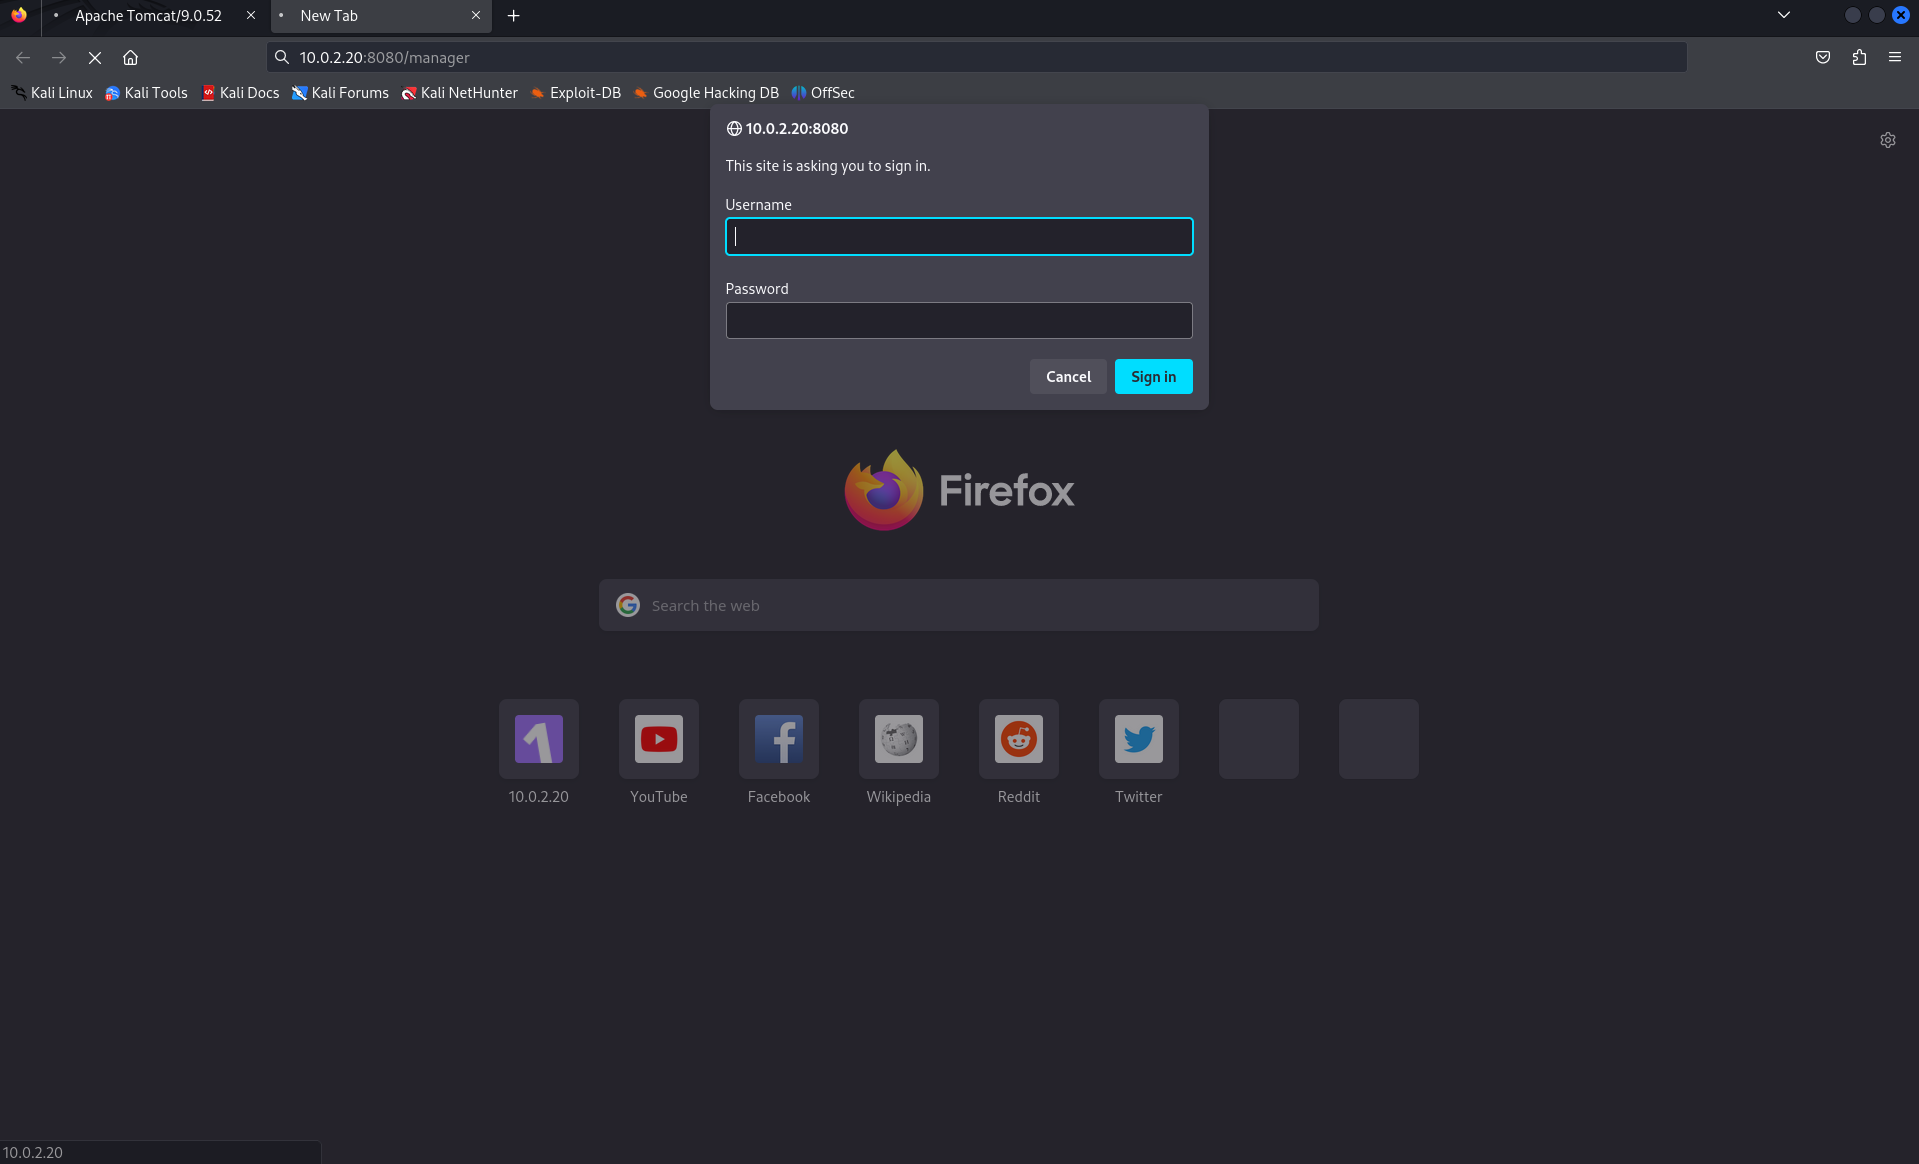 Apache Tomcat/9.0.52
New Tab
10.0.2.20:8080/manager
Kali Linux Kali Tools Kali Docs Kali Forums Kali NetHunter Exploit-DB Google Hacking DB OffSec
10.0.2.20:8080
This site is asking you to sign in.
Username
Password
Cancel Sign in
Firefox
Search the web
10.0.2.20 YouTube Facebook Wikipedia Reddit Twitter
10.0.2.20